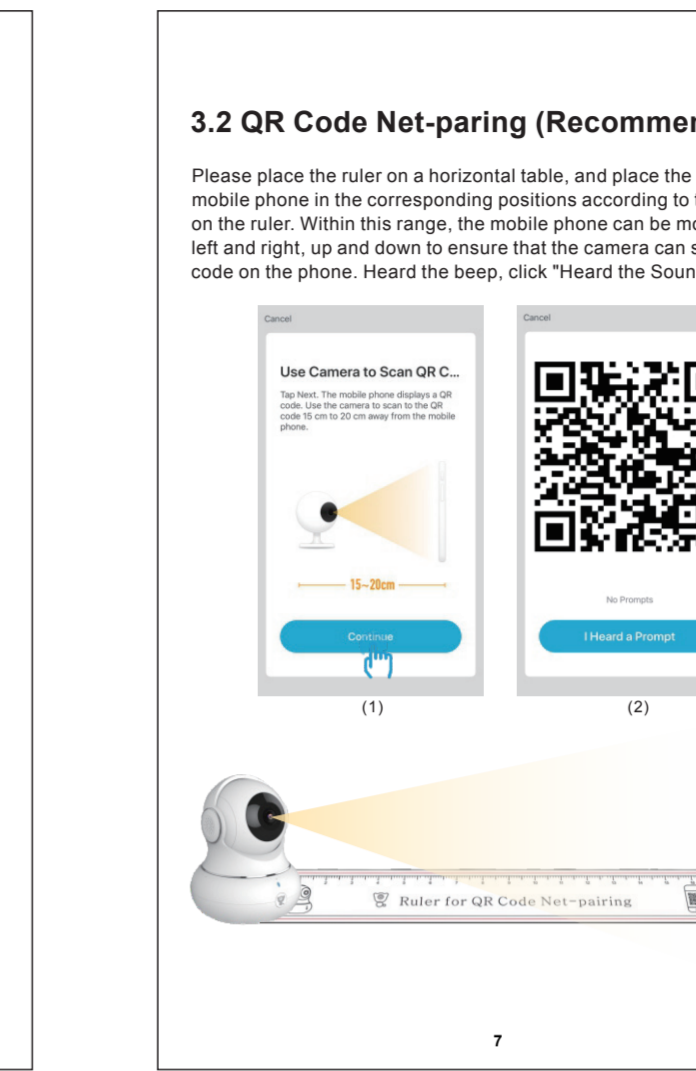 3.2 QR Code Net-paring (Recommen
Please place the ruler on a horizontal table, and place the
mobile phone in the corresponding positions according to
on the ruler. Within this range, the mobile phone can be mo
left and right, up and down to ensure that the camera can s
code on the phone. Heard the beep, click "Heard the Soun
Cancel
Use Camera to Scan QR C...
Tap Next. The mobile phone displays a QR
code. Use the camera to scan to the QR
code 15 cm to 20 cm away from the mobile
phone.
15~20cm
Continue
(1)
Cancel
No Prompts
I Heard a Prompt
(2)
Ruler for QR Code Net-pairing
7